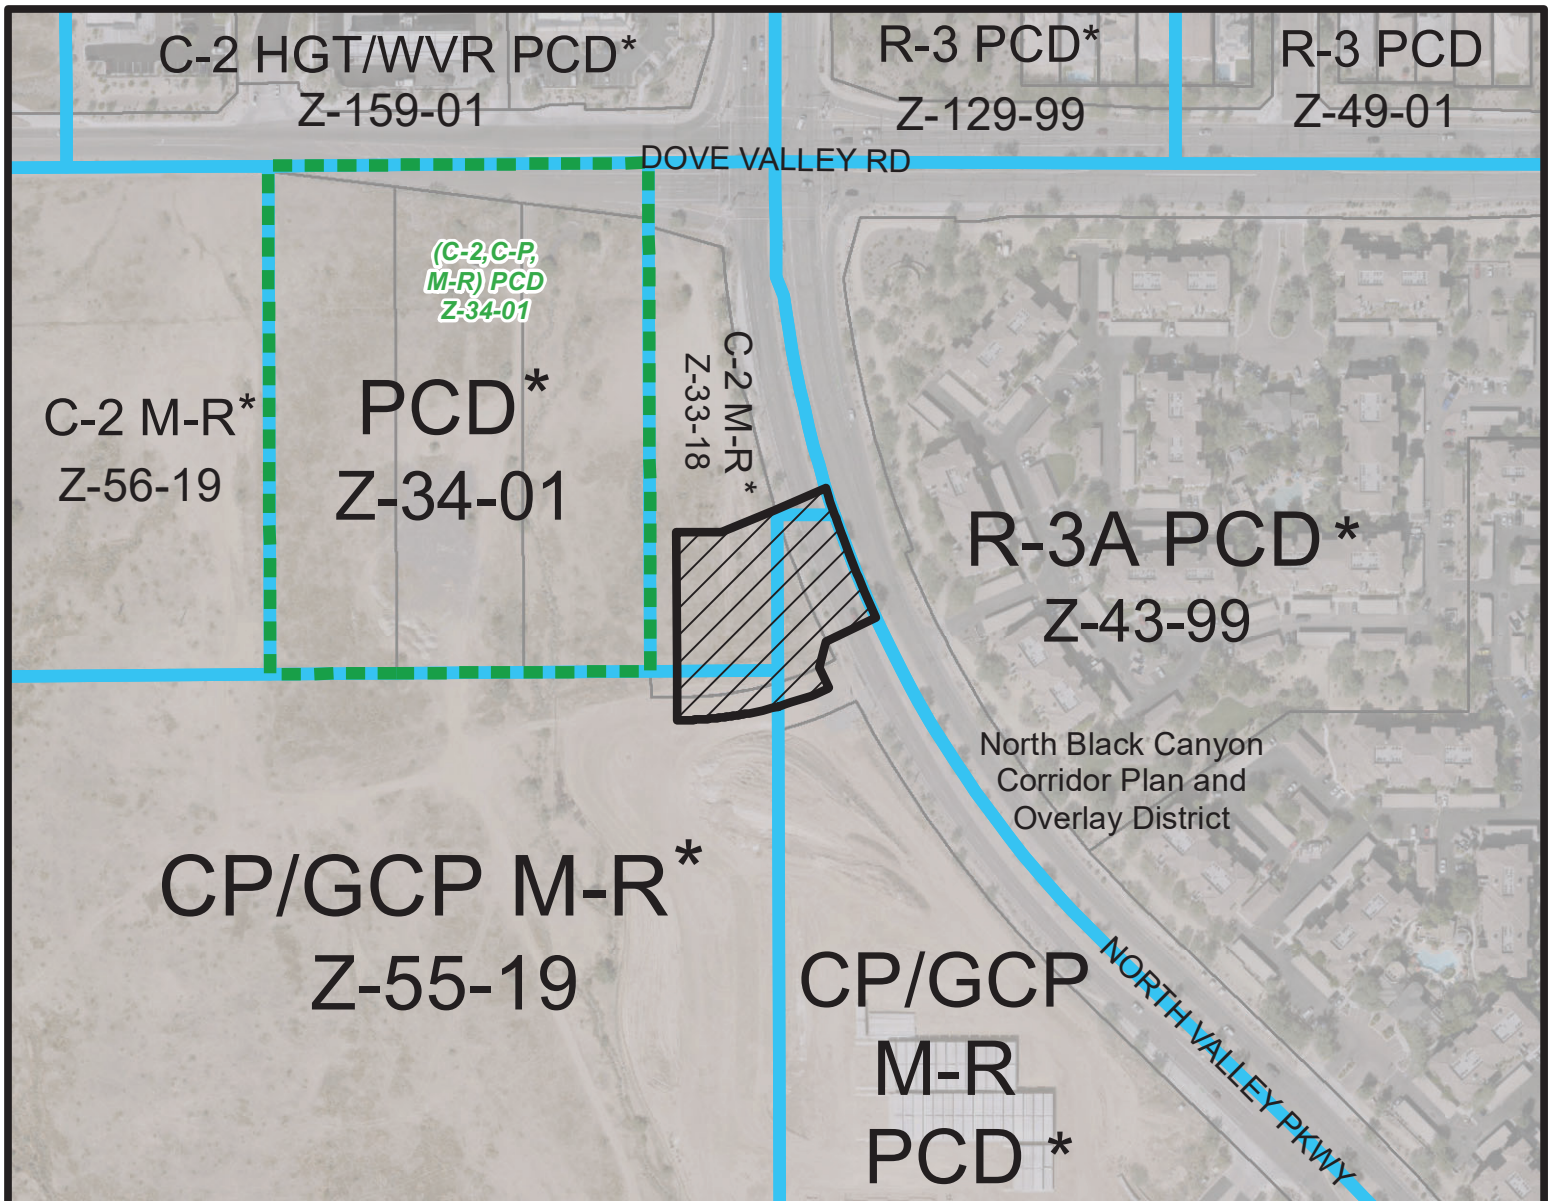 C-2 HGT/WVR PCD*
Z-159-01
R-3 PCD*
Z-129-99
R-3 PCD
Z-49-01
DOVE VALLEY RD
(C-2,C-P,
M-R) PCD
Z-34-01
C-2 M-R*
Z-56-19
PCD*
Z-34-01
C-2 M-R*
Z-33-18
R-3A PCD*
Z-43-99
North Black Canyon
Corridor Plan and
Overlay District
CP/GCP M-R*
Z-55-19
CP/GCP
M-R
PCD *
NORTH VALLEY PKWY